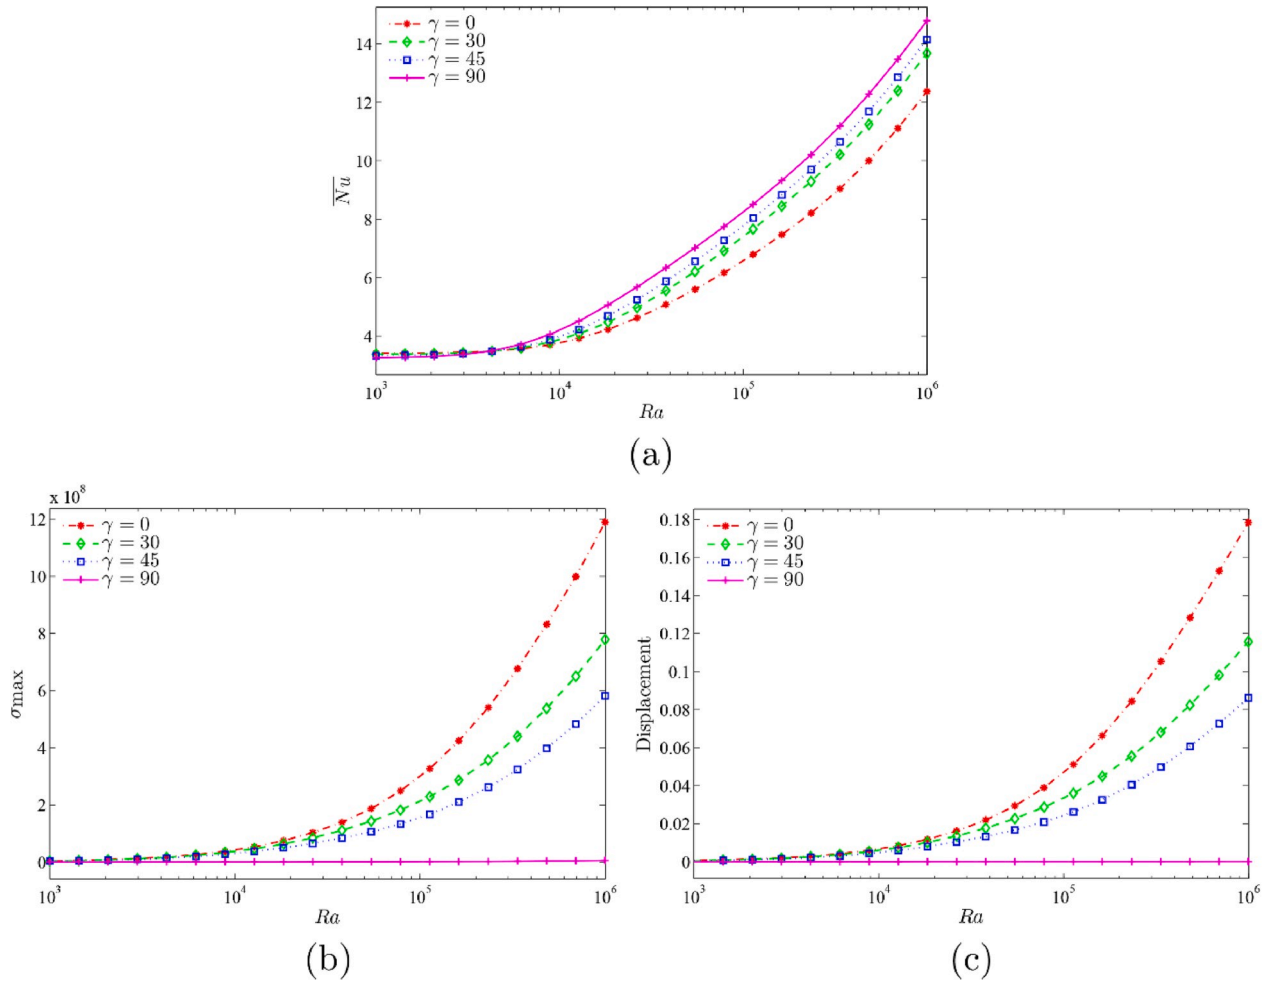 γ = 0
γ = 30
γ = 45
γ = 90
14
12
10
8
6
4
N̅u̅
10³ 10⁴ 10⁵ 10⁶
Ra
(a)
x 10⁸
γ = 0
γ = 30
γ = 45
γ = 90
12
10
8
6
4
2
0
σmax
10³ 10⁴ 10⁵ 10⁶
Ra
(b)
γ = 0
γ = 30
γ = 45
γ = 90
0.18
0.16
0.14
0.12
0.1
0.08
0.06
0.04
0.02
0
Displacement
10³ 10⁴ 10⁵ 10⁶
Ra
(c)